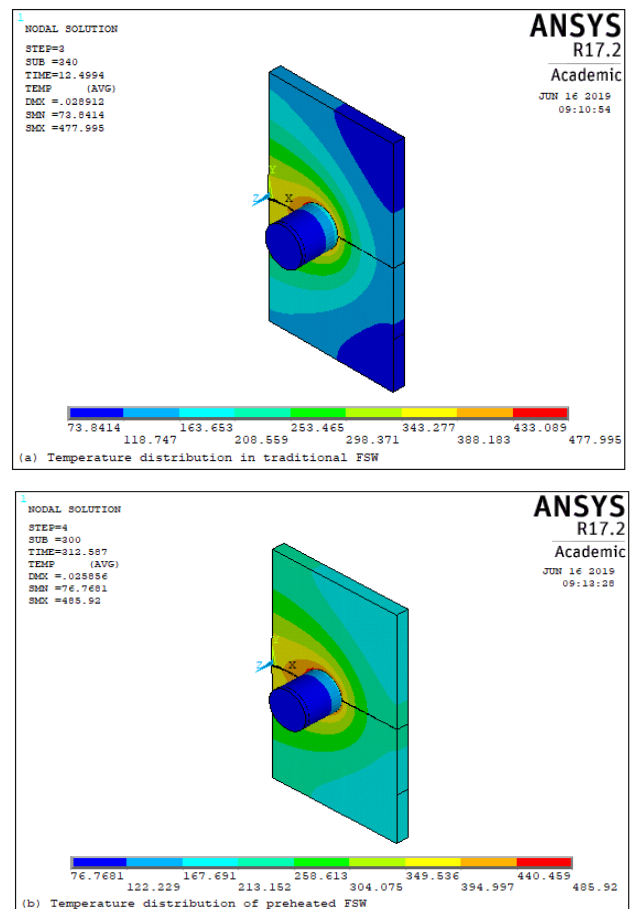 1
NODAL SOLUTION
STEP=3
SUB =340
TIME=12.4994
TEMP (AVG)
DMX =.028912
SMN =73.8414
SMX =477.995
ANSYS
R17.2
Academic
JUN 16 2019
09:10:54
Y
Z X
73.8414 163.653 253.465 343.277 433.089
118.747 208.559 298.371 388.183 477.995
(a) Temperature distribution in traditional FSW
1
NODAL SOLUTION
STEP=4
SUB =300
TIME=312.587
TEMP (AVG)
DMX =.025856
SMN =76.7681
SMX =485.92
ANSYS
R17.2
Academic
JUN 16 2019
09:13:28
Y
Z X
76.7681 167.691 258.613 349.536 440.459
122.229 213.152 304.075 394.997 485.92
(b) Temperature distribution of preheated FSW